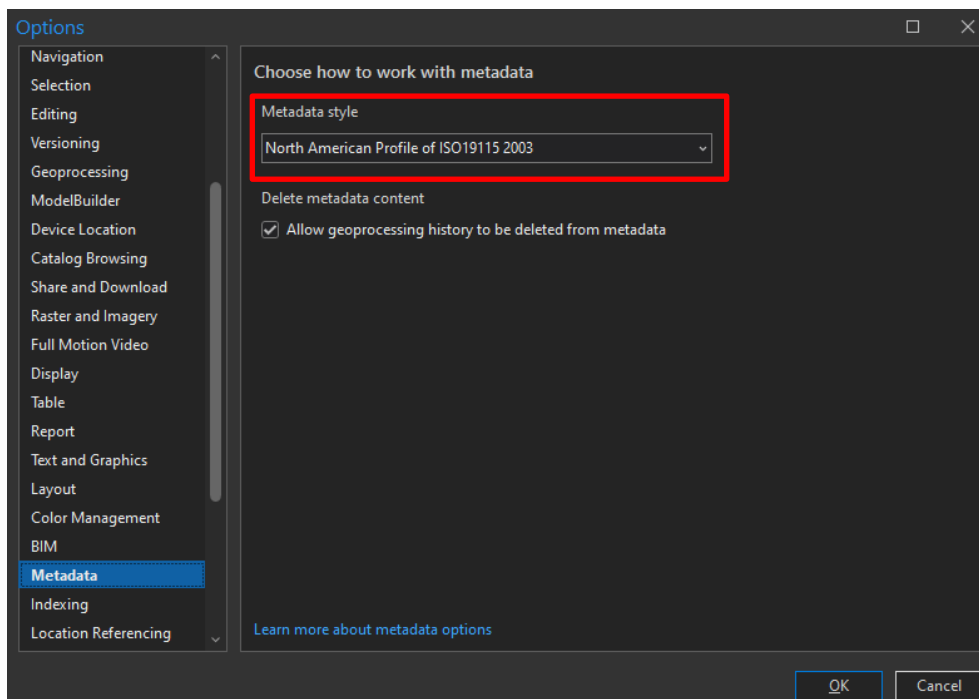 Options
Navigation
Selection
Editing
Versioning
Geoprocessing
ModelBuilder
Device Location
Catalog Browsing
Share and Download
Raster and Imagery
Full Motion Video
Display
Table
Report
Text and Graphics
Layout
Color Management
BIM
Metadata
Indexing
Location Referencing
Choose how to work with metadata
Metadata style
North American Profile of ISO19115 2003
Delete metadata content
Allow geoprocessing history to be deleted from metadata
Learn more about metadata options
OK
Cancel